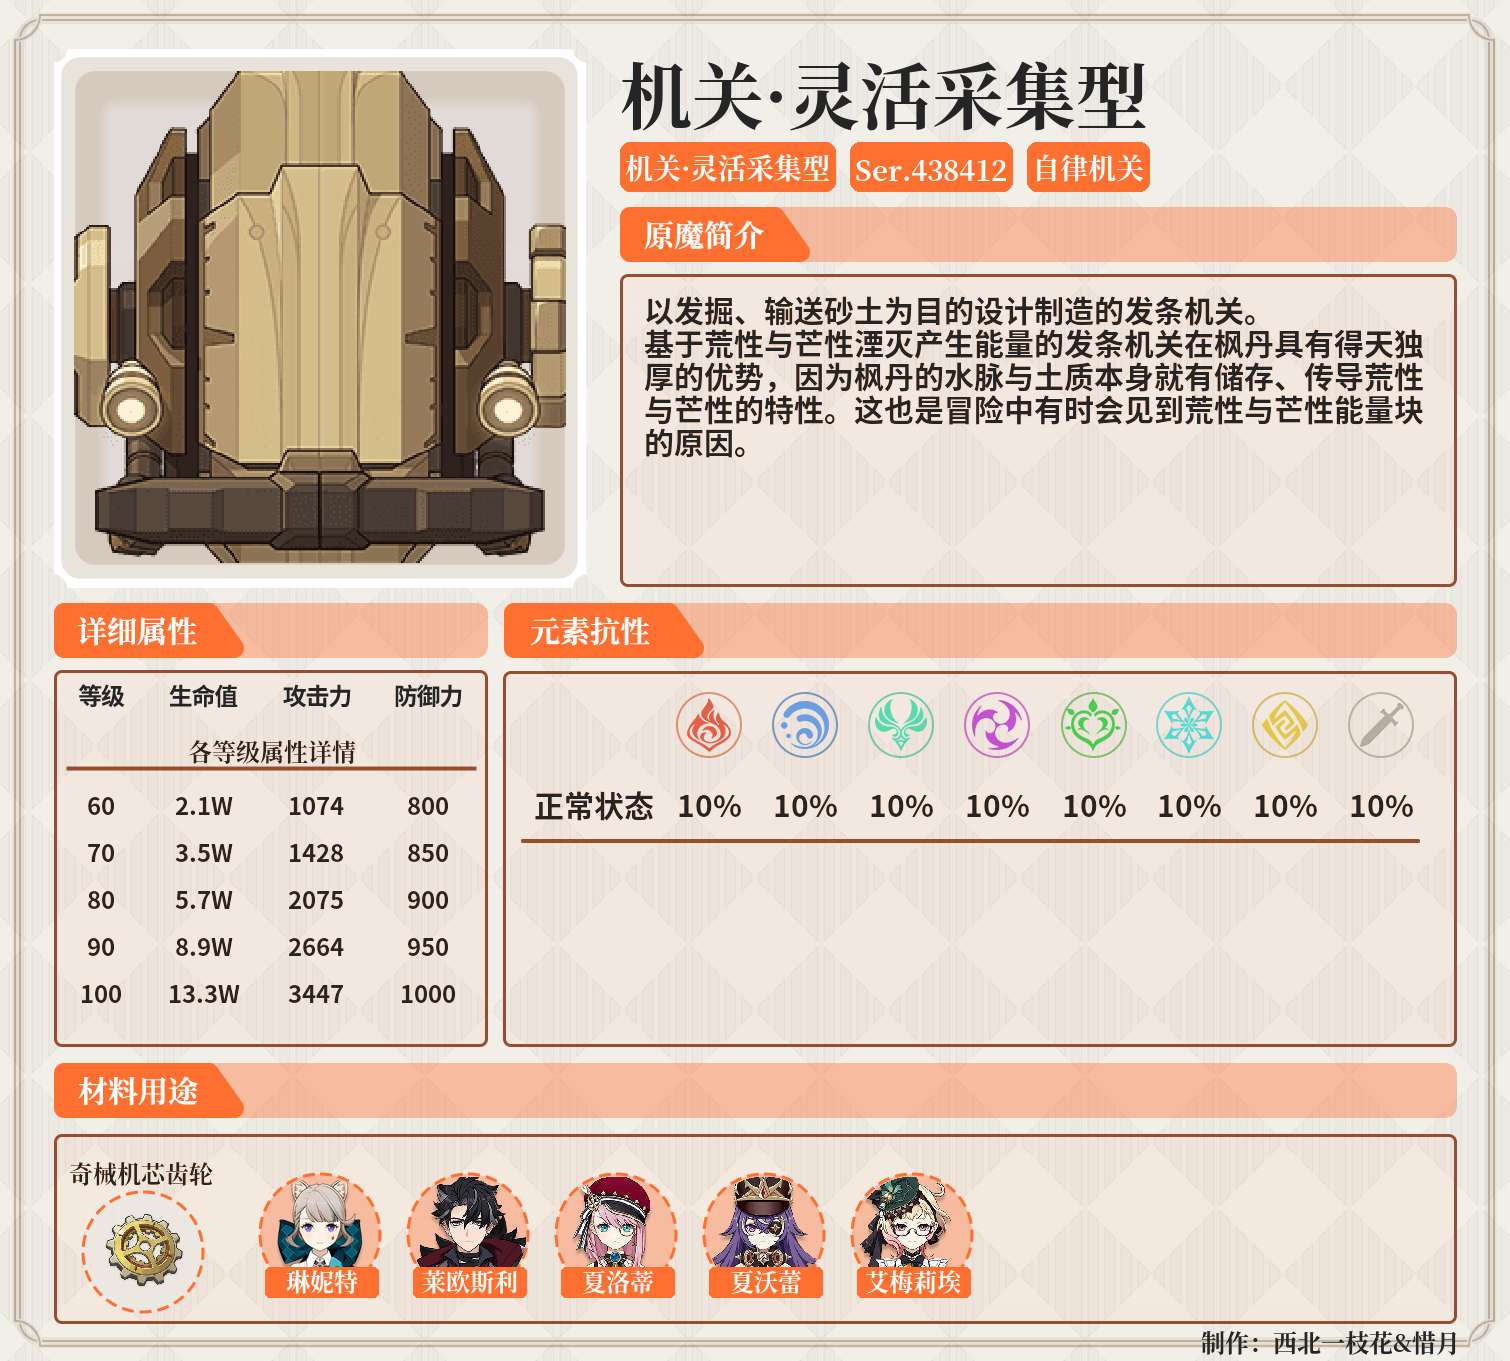 机关·灵活采集型
机关·灵活采集型 Ser.438412 自律机关
原魔简介
以发掘、输送砂土为目的设计制造的发条机关。
基于荒性与芒性湮灭产生能量的发条机关在枫丹具有得天独
厚的优势，因为枫丹的水脉与土质本身就有储存、传导荒性
与芒性的特性。这也是冒险中有时会见到荒性与芒性能量块
的原因。
详细属性
等级 生命值 攻击力 防御力
各等级属性详情
60 2.1W 1074 800
70 3.5W 1428 850
80 5.7W 2075 900
90 8.9W 2664 950
100 13.3W 3447 1000
元素抗性
正常状态 10% 10% 10% 10% 10% 10% 10% 10%
材料用途
奇械机芯齿轮
琳妮特 莱欧斯利 夏洛蒂 夏沃蕾 艾梅莉埃
制作：西北一枝花&惜月